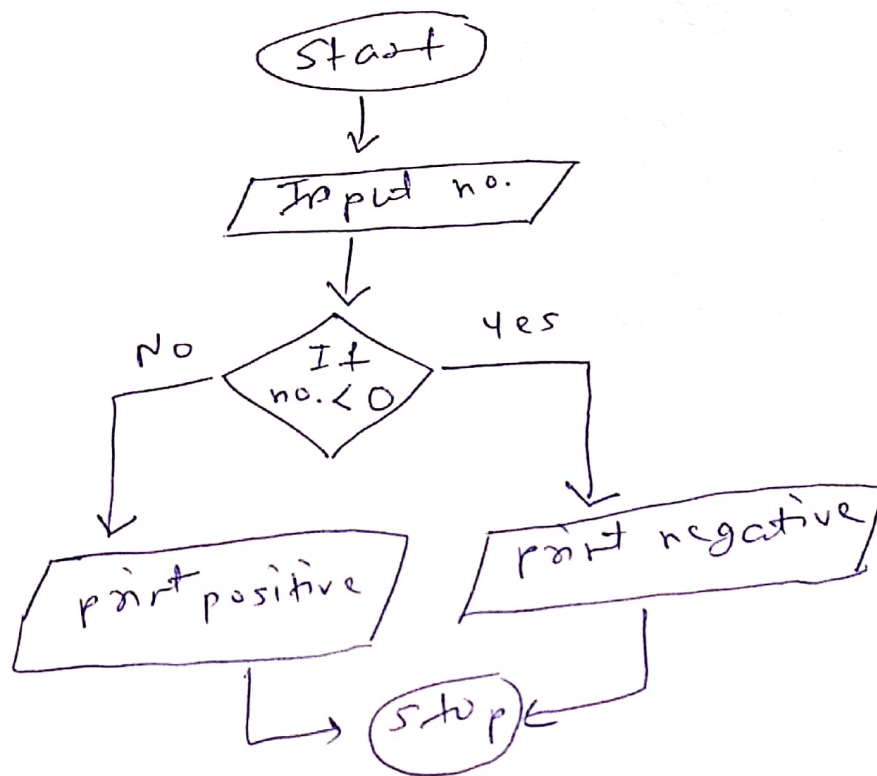 Start
Input no.
No
yes
If
no. < 0
print positive
print negative
stop